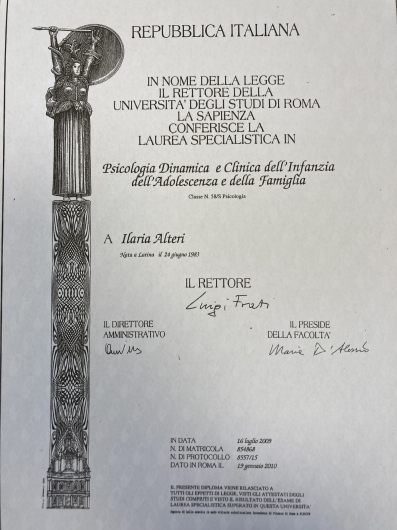 REPUBBLICA ITALIANA
IN NOME DELLA LEGGE
IL RETTORE DELLA
UNIVERSITA' DEGLI STUDI DI ROMA
LA SAPIENZA
CONFERISCE LA
LAUREA SPECIALISTICA IN
Psicologia Dinamica e Clinica dell'Infanzia
dell'Adolescenza e della Famiglia
Classe N. 58/S Psicologia
A Ilaria Alteri
Nata a Latina il 24 giugno 1983
IL RETTORE
Luigi Frati
IL DIRETTORE
AMMINISTRATIVO
IL PRESIDE
DELLA FACOLTA'
Maria D'Alessio
IN DATA 16 luglio 2009
N. DI MATRICOLA 854868
N. DI PROTOCOLLO 8557/15
DATO IN ROMA IL 19 gennaio 2010
IL PRESENTE DIPLOMA VIENE RILASCIATO A
TUTTI GLI EFFETTI DI LEGGE, VISTI GLI ATTESTATI DEGLI
STUDI COMPIUTI E VISTO IL RISULTATO DELL'ESAME DI
LAUREA SPECIALISTICA SUPERATO IN QUESTA UNIVERSITA'